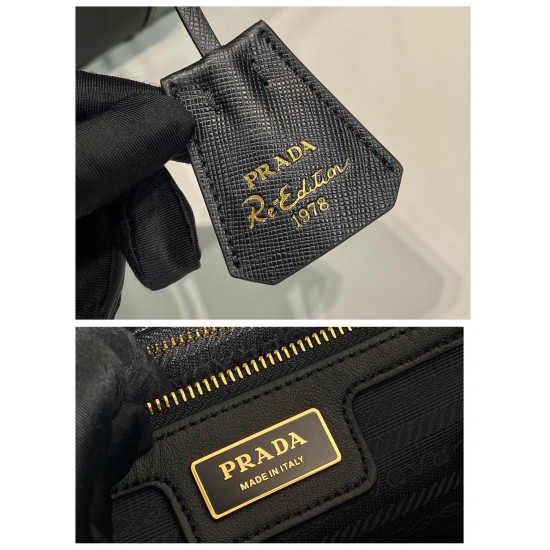 PRADA
Re-Edition
1978
PRADA
MADE IN ITALY